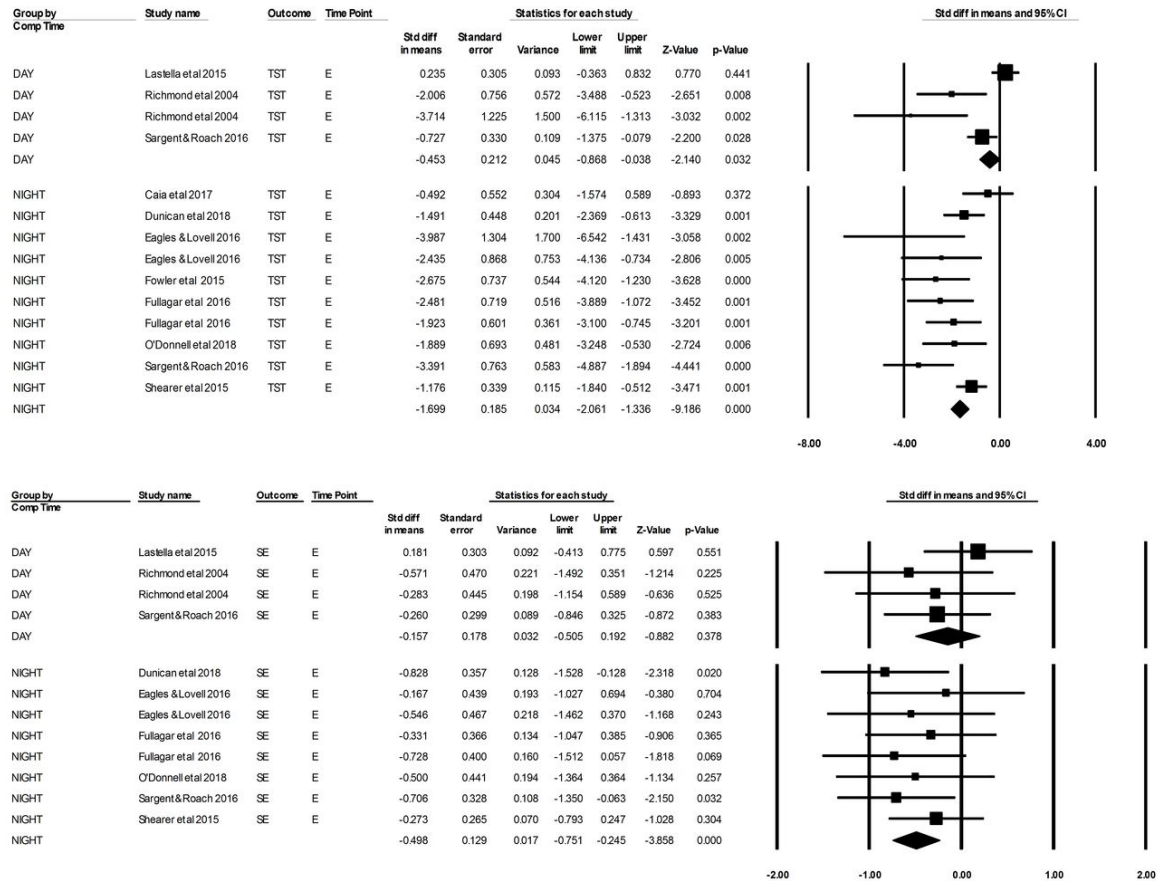 Group by Study name Outcome Time Point Statistics for each study Std diff in means and 95% CI
Comp Time
Std diff Standard Lower Upper
in means error Variance limit limit Z-Value p-Value
DAY Lastella et al 2015 TST E 0.235 0.305 0.093 -0.363 0.832 0.770 0.441
DAY Richmond et al 2004 TST E -2.006 0.756 0.572 -3.488 -0.523 -2.651 0.008
DAY Richmond et al 2004 TST E -3.714 1.225 1.500 -6.115 -1.313 -3.032 0.002
DAY Sargent & Roach 2016 TST E -0.727 0.330 0.109 -1.375 -0.079 -2.200 0.028
DAY -0.453 0.212 0.045 -0.868 -0.038 -2.140 0.032
NIGHT Caia et al 2017 TST E -0.492 0.552 0.304 -1.574 0.589 -0.893 0.372
NIGHT Dunican et al 2018 TST E -1.491 0.448 0.201 -2.369 -0.613 -3.329 0.001
NIGHT Eagles & Lovell 2016 TST E -3.987 1.304 1.700 -6.542 -1.431 -3.058 0.002
NIGHT Eagles & Lovell 2016 TST E -2.435 0.868 0.753 -4.136 -0.734 -2.806 0.005
NIGHT Fowler et al 2015 TST E -2.675 0.737 0.544 -4.120 -1.230 -3.628 0.000
NIGHT Fullagar et al 2016 TST E -2.481 0.719 0.516 -3.889 -1.072 -3.452 0.001
NIGHT Fullagar et al 2016 TST E -1.923 0.601 0.361 -3.100 -0.745 -3.201 0.001
NIGHT O'Donnell et al 2018 TST E -1.889 0.693 0.481 -3.248 -0.530 -2.724 0.006
NIGHT Sargent & Roach 2016 TST E -3.391 0.763 0.583 -4.887 -1.894 -4.441 0.000
NIGHT Shearer et al 2015 TST E -1.176 0.339 0.115 -1.840 -0.512 -3.471 0.001
NIGHT -1.699 0.185 0.034 -2.061 -1.336 -9.186 0.000
-8.00 -4.00 0.00 4.00
Group by Study name Outcome Time Point Statistics for each study Std diff in means and 95% CI
Comp Time
Std diff Standard Lower Upper
in means error Variance limit limit Z-Value p-Value
DAY Lastella et al 2015 SE E 0.181 0.303 0.092 -0.413 0.775 0.597 0.551
DAY Richmond et al 2004 SE E -0.571 0.470 0.221 -1.492 0.351 -1.214 0.225
DAY Richmond et al 2004 SE E -0.283 0.445 0.198 -1.154 0.589 -0.636 0.525
DAY Sargent & Roach 2016 SE E -0.260 0.299 0.089 -0.846 0.325 -0.872 0.383
DAY -0.157 0.178 0.032 -0.505 0.192 -0.882 0.378
NIGHT Dunican et al 2018 SE E -0.828 0.357 0.128 -1.528 -0.128 -2.318 0.020
NIGHT Eagles & Lovell 2016 SE E -0.167 0.439 0.193 -1.027 0.694 -0.380 0.704
NIGHT Eagles & Lovell 2016 SE E -0.546 0.467 0.218 -1.462 0.370 -1.168 0.243
NIGHT Fullagar et al 2016 SE E -0.331 0.366 0.134 -1.047 0.385 -0.906 0.365
NIGHT Fullagar et al 2016 SE E -0.728 0.400 0.160 -1.512 0.057 -1.818 0.069
NIGHT O'Donnell et al 2018 SE E -0.500 0.441 0.194 -1.364 0.364 -1.134 0.257
NIGHT Sargent & Roach 2016 SE E -0.706 0.328 0.108 -1.350 -0.063 -2.150 0.032
NIGHT Shearer et al 2015 SE E -0.273 0.265 0.070 -0.793 0.247 -1.028 0.304
NIGHT -0.498 0.129 0.017 -0.751 -0.245 -3.858 0.000
-2.00 -1.00 0.00 1.00 2.00